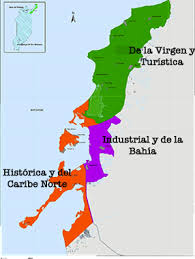 De la Virgen y
Turística
Industrial y de la
Bahía
Histórica y del
Caribe Norte